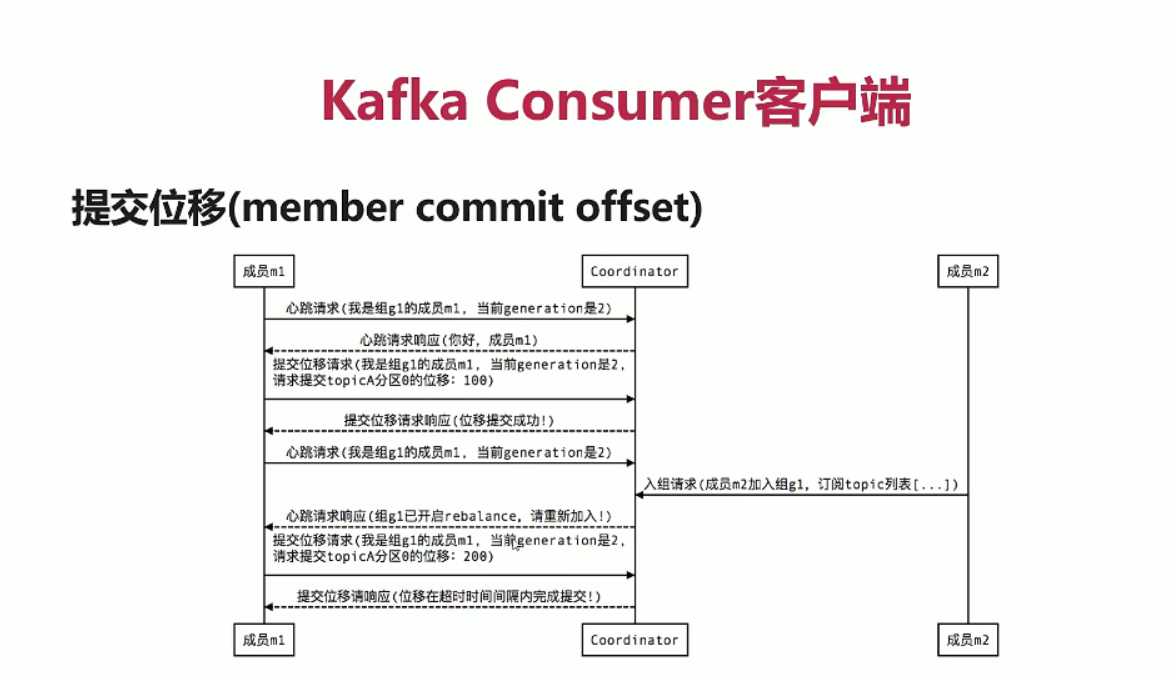 Kafka Consumer客户端
提交位移(member commit offset)
成员m1
Coordinator
成员m2
心跳请求(我是组g1的成员m1, 当前generation是2)
心跳请求响应(你好, 成员m1)
提交位移请求(我是组g1的成员m1, 当前generation是2,
请求提交topicA分区0的位移: 100)
提交位移请求响应(位移提交成功!)
心跳请求(我是组g1的成员m1, 当前generation是2)
入组请求(成员m2加入组g1, 订阅topic列表[...])
心跳请求响应(组g1已开启rebalance, 请重新加入!)
提交位移请求(我是组g1的成员m1, 当前generation是2,
请求提交topicA分区0的位移: 200)
提交位移请响应(位移在超时时间间隔内完成提交!)
成员m1
Coordinator
成员m2